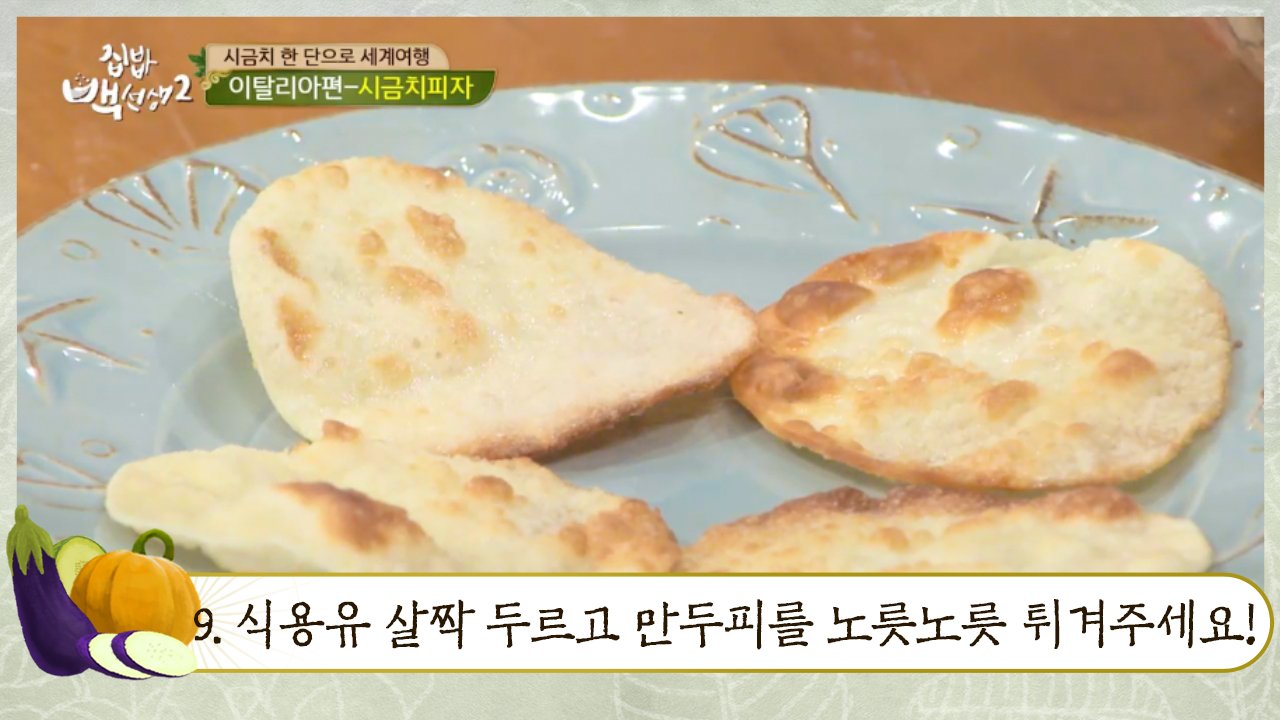 집밥
백선생2
시금치 한 단으로 세계여행
이탈리아편-시금치피자
9. 식용유 살짝 두르고 만두피를 노릇노릇 튀겨주세요!